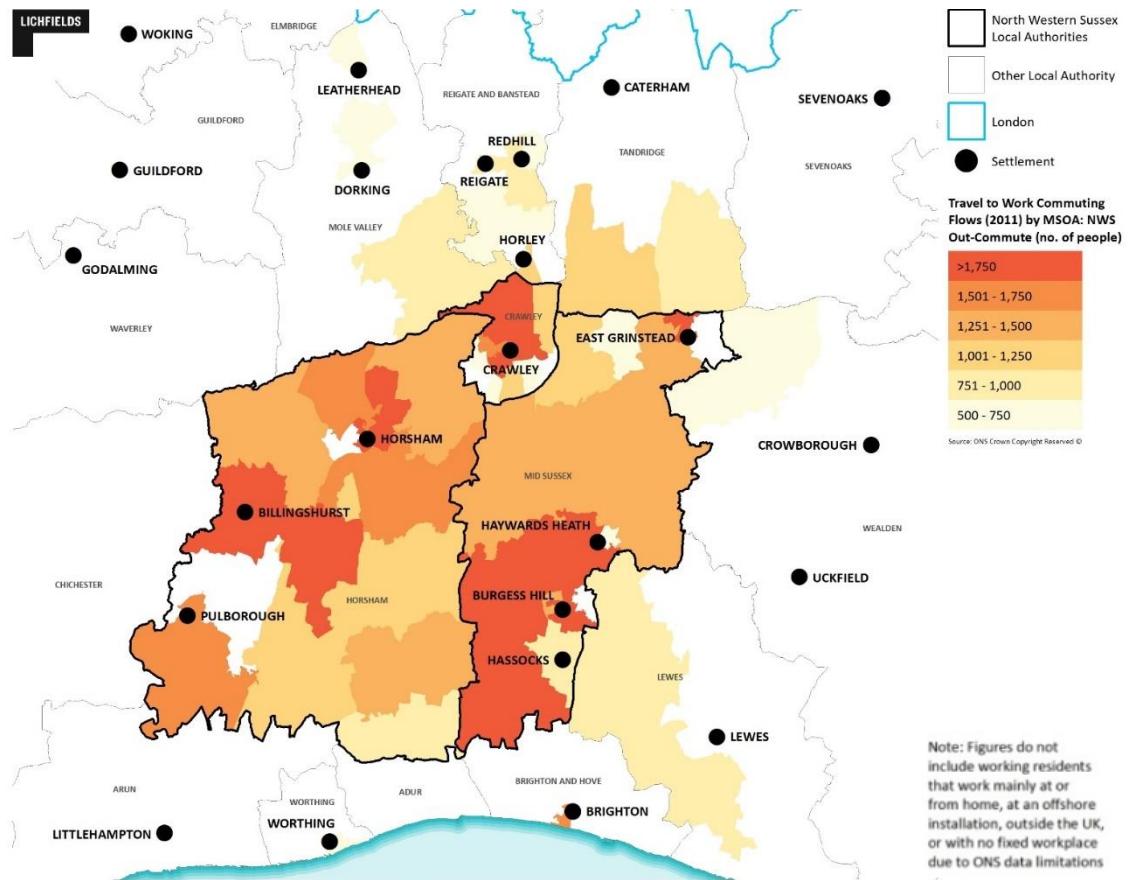 LICHFIELDS
WOKING
ELMBRIDGE
LEATHERHEAD
REIGATE AND BANSTEAD
CATERHAM
SEVENOAKS
GUILDFORD
REDHILL
TANDRIDGE
SEVENOAKS
GUILDFORD
DORKING
REIGATE
MOLE VALLEY
HORLEY
GODALMING
WAVERLEY
CRAWLEY
EAST GRINSTEAD
CRAWLEY
HORSHAM
CROWBOROUGH
MID SUSSEX
BILLINGSHURST
HAYWARDS HEATH
WEALDEN
UCKFIELD
CHICHESTER
HORSHAM
BURGESS HILL
PULBOROUGH
HASSOCKS
LEWES
LEWES
ARUN
WORTHING
ADUR
BRIGHTON AND HOVE
BRIGHTON
LITTLEHAMPTON
WORTHING
North Western Sussex
Local Authorities
Other Local Authority
London
Settlement
Travel to Work Commuting
Flows (2011) by MSOA: NWS
Out-Commute (no. of people)
>1,750
1,501 - 1,750
1,251 - 1,500
1,001 - 1,250
751 - 1,000
500 - 750
Source: ONS Crown Copyright Reserved ©
Note: Figures do not
include working residents
that work mainly at or
from home, at an offshore
installation, outside the UK,
or with no fixed workplace
due to ONS data limitations